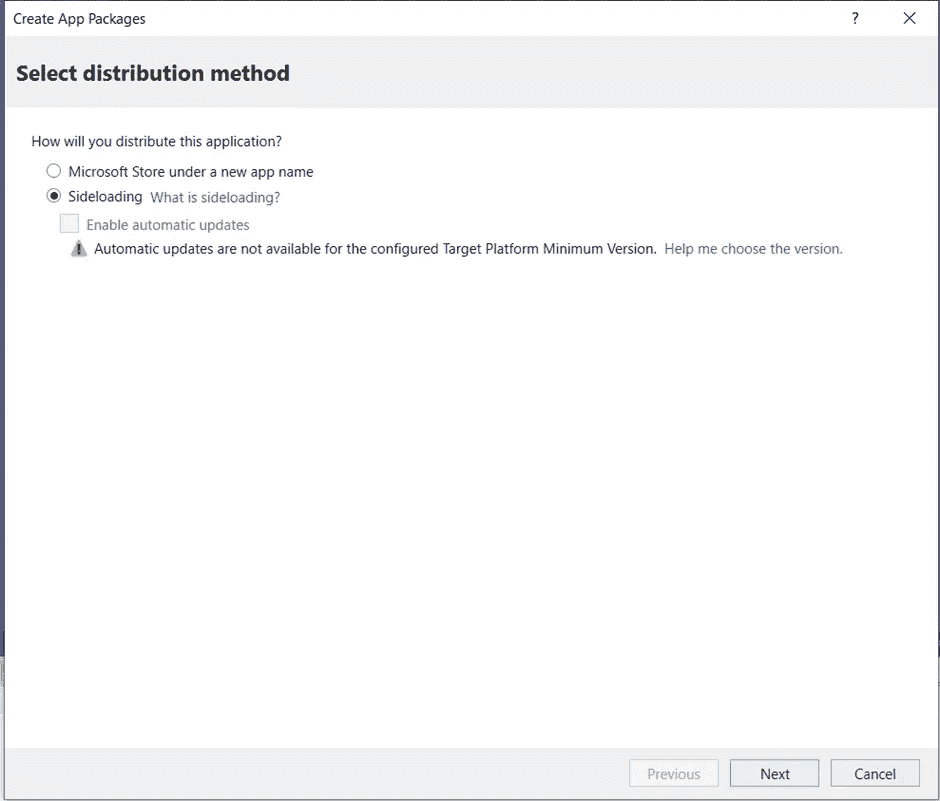 Create App Packages ?
Select distribution method
How will you distribute this application?
Microsoft Store under a new app name
Sideloading What is sideloading?
Enable automatic updates
Automatic updates are not available for the configured Target Platform Minimum Version. Help me choose the version.
Previous Next Cancel